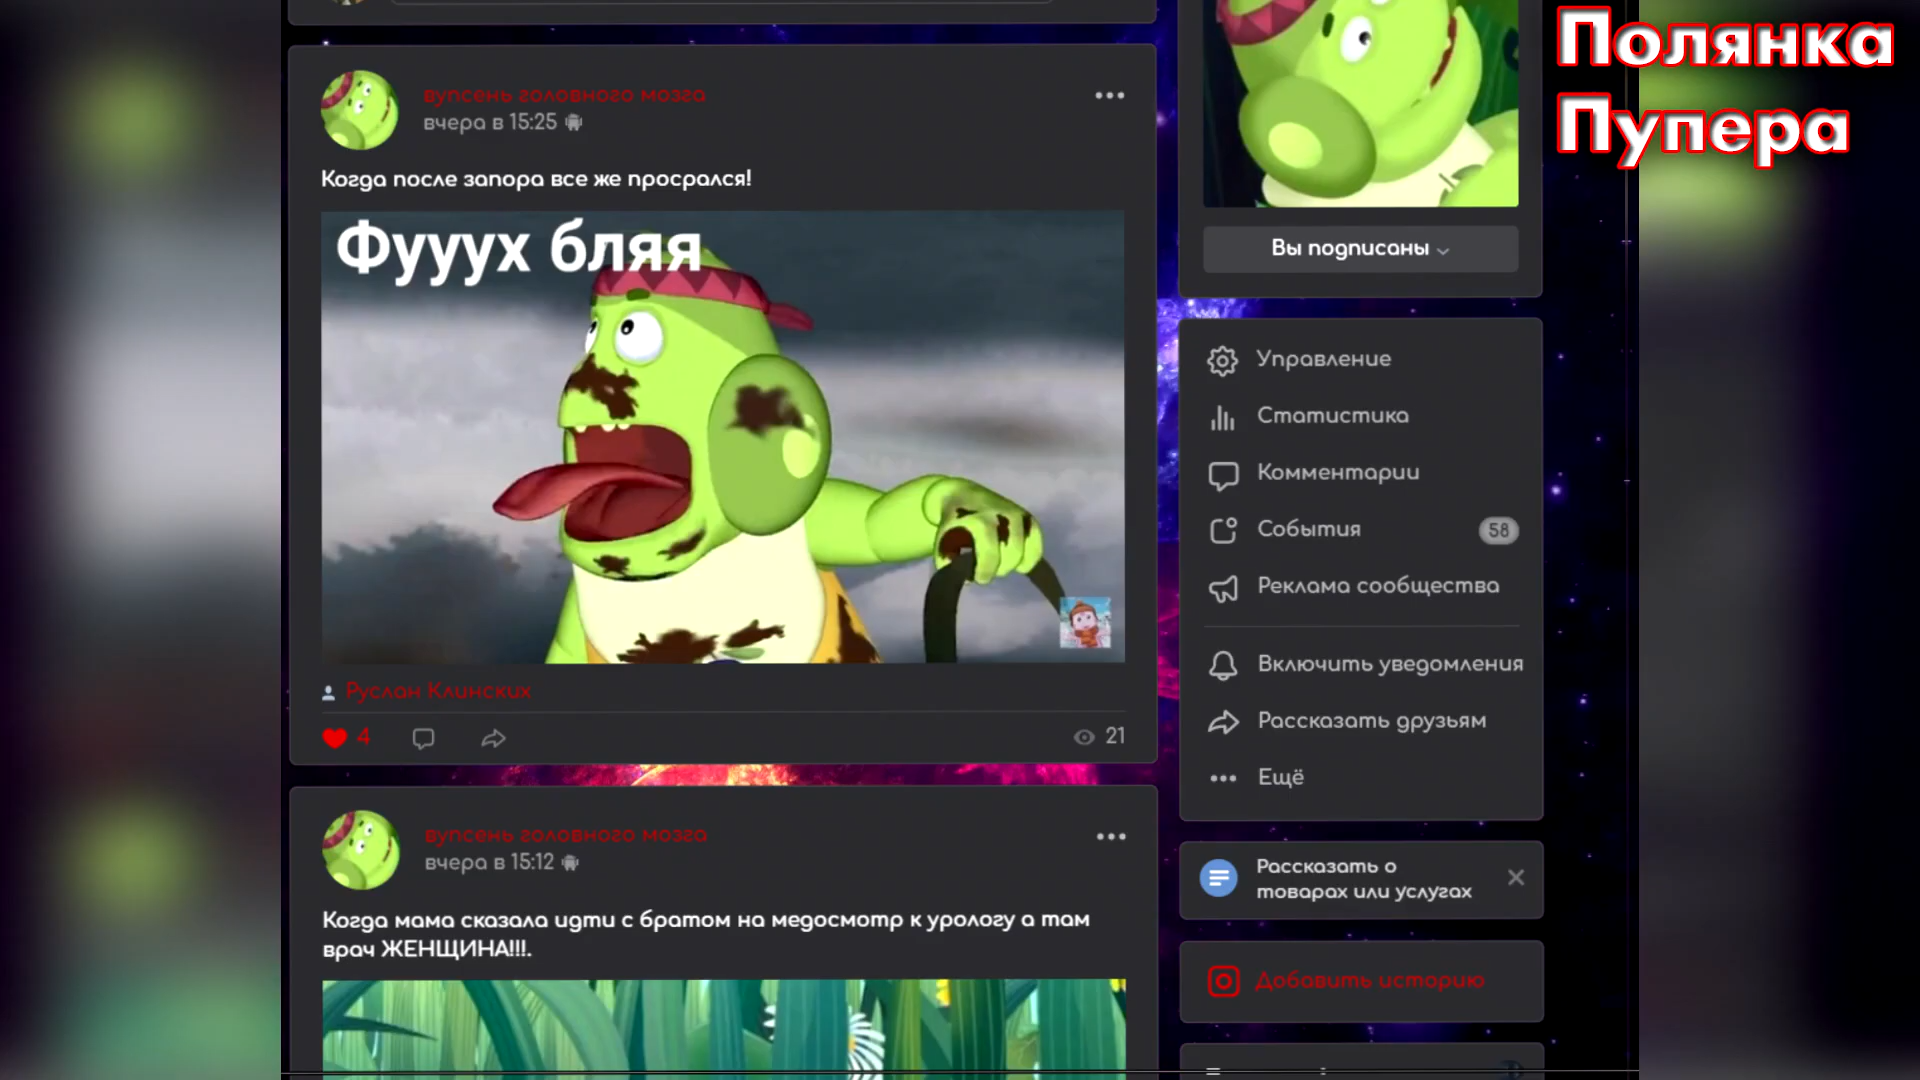 Полянка
Пупера
вупсень головного мозга
вчера в 15:25
Когда после запора все же просрался!
Фууух бляя
Руслан Клинских
4
21
вупсень головного мозга
вчера в 15:12
Когда мама сказала идти с братом на медосмотр к урологу а там
врач ЖЕНЩИНА!!!.
Вы подписаны
Управление
Статистика
Комментарии
События 58
Реклама сообщества
Включить уведомления
Рассказать друзьям
Ещё
Рассказать о
товарах или услугах
Добавить историю